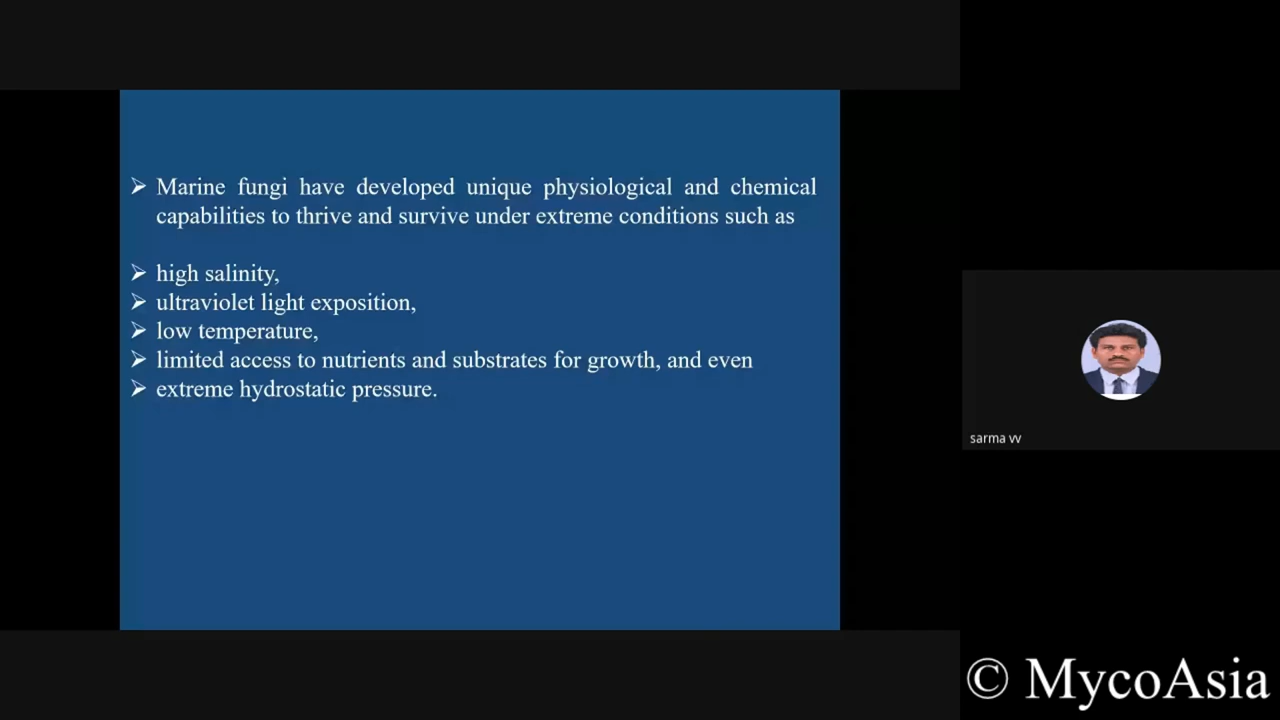 ➢ Marine fungi have developed unique physiological and chemical
capabilities to thrive and survive under extreme conditions such as
➢ high salinity,
➢ ultraviolet light exposition,
➢ low temperature,
➢ limited access to nutrients and substrates for growth, and even
➢ extreme hydrostatic pressure.
sarma vv
© MycoAsia